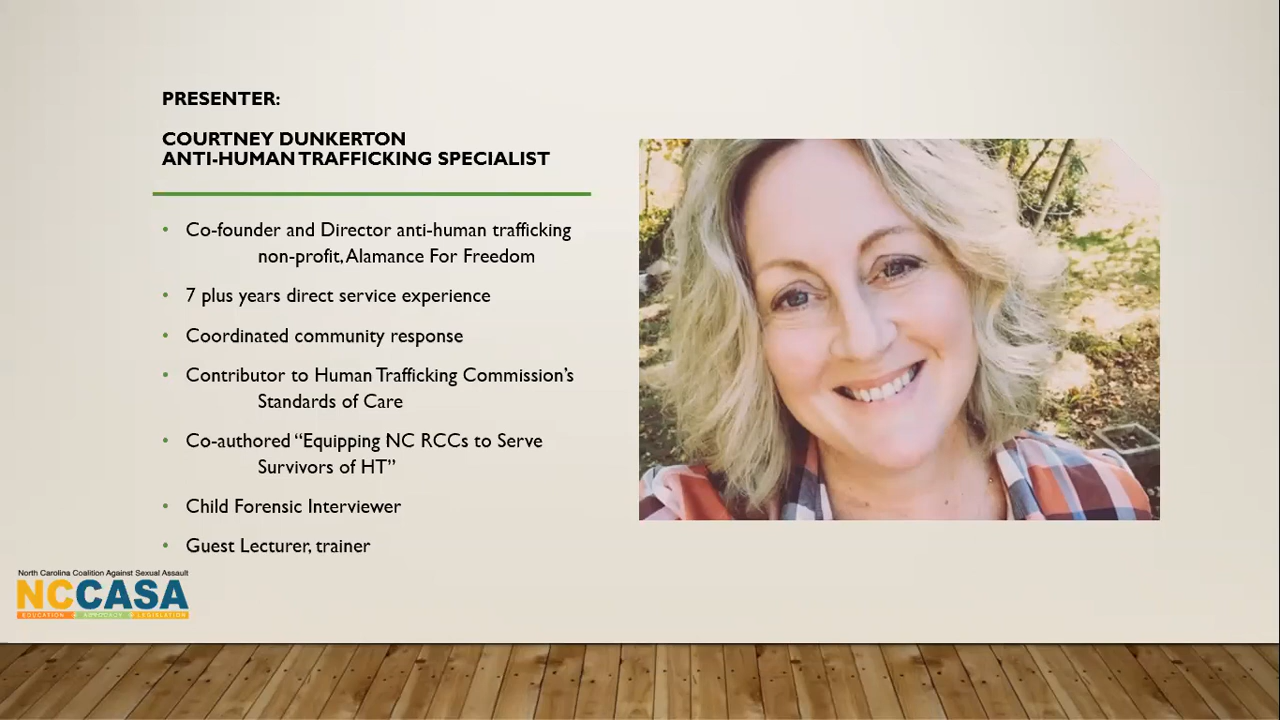 PRESENTER:
COURTNEY DUNKERTON
ANTI-HUMAN TRAFFICKING SPECIALIST
• Co-founder and Director anti-human trafficking
non-profit, Alamance For Freedom
• 7 plus years direct service experience
• Coordinated community response
• Contributor to Human Trafficking Commission’s
Standards of Care
• Co-authored “Equipping NC RCCs to Serve
Survivors of HT”
• Child Forensic Interviewer
• Guest Lecturer, trainer
North Carolina Coalition Against Sexual Assault
NCCASA
EDUCATION + ADVOCACY + LEGISLATION